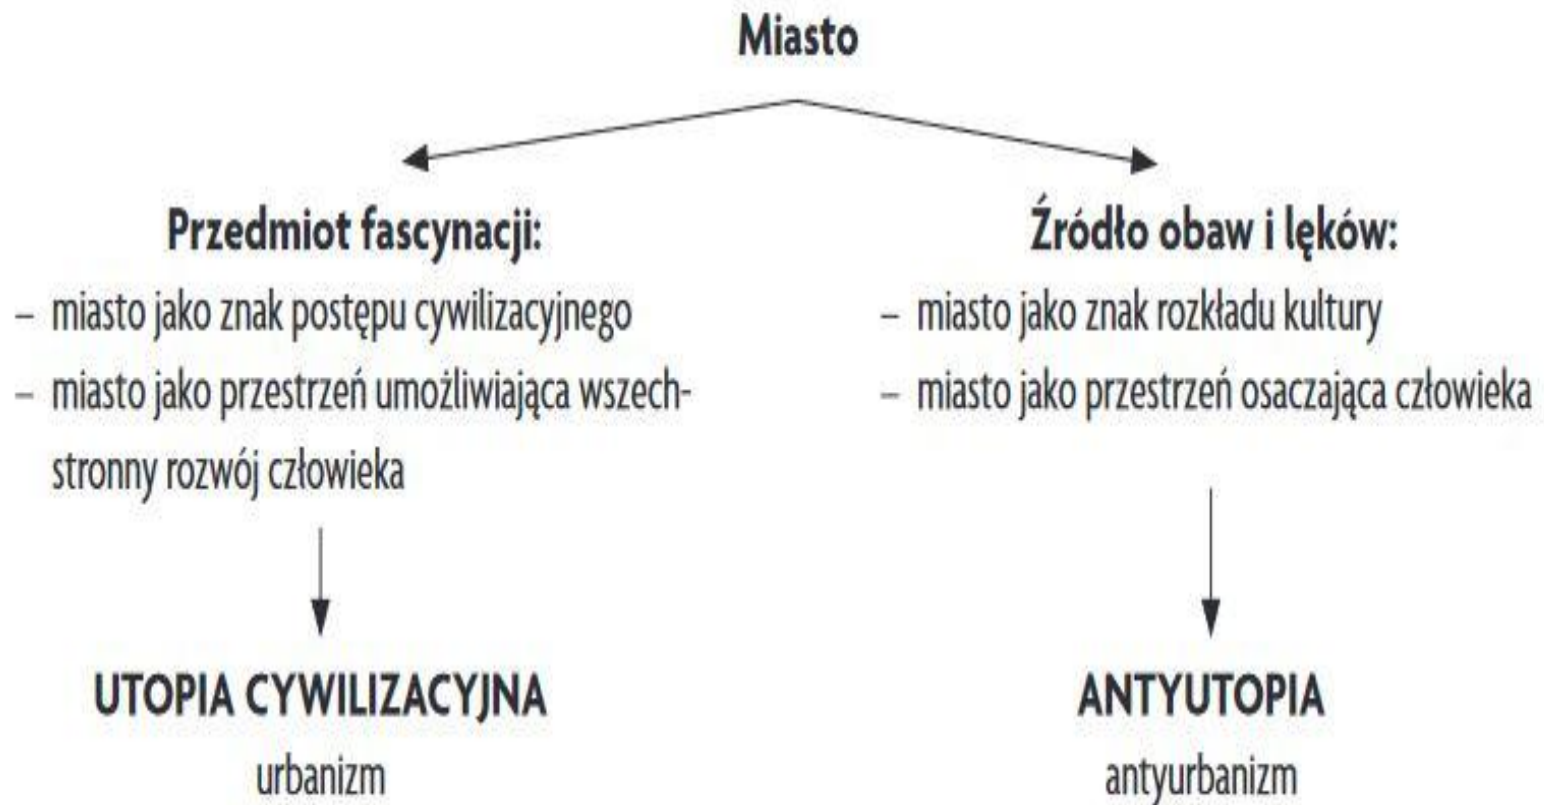 Miasto
Przedmiot fascynacji:
– miasto jako znak postępu cywilizacyjnego
– miasto jako przestrzeń umożliwiająca wszech-
stronny rozwój człowieka
UTOPIA CYWILIZACYJNA
urbanizm
Źródło obaw i lęków:
– miasto jako znak rozkładu kultury
– miasto jako przestrzeń osaczająca człowieka
ANTYUTOPIA
antyurbanizm